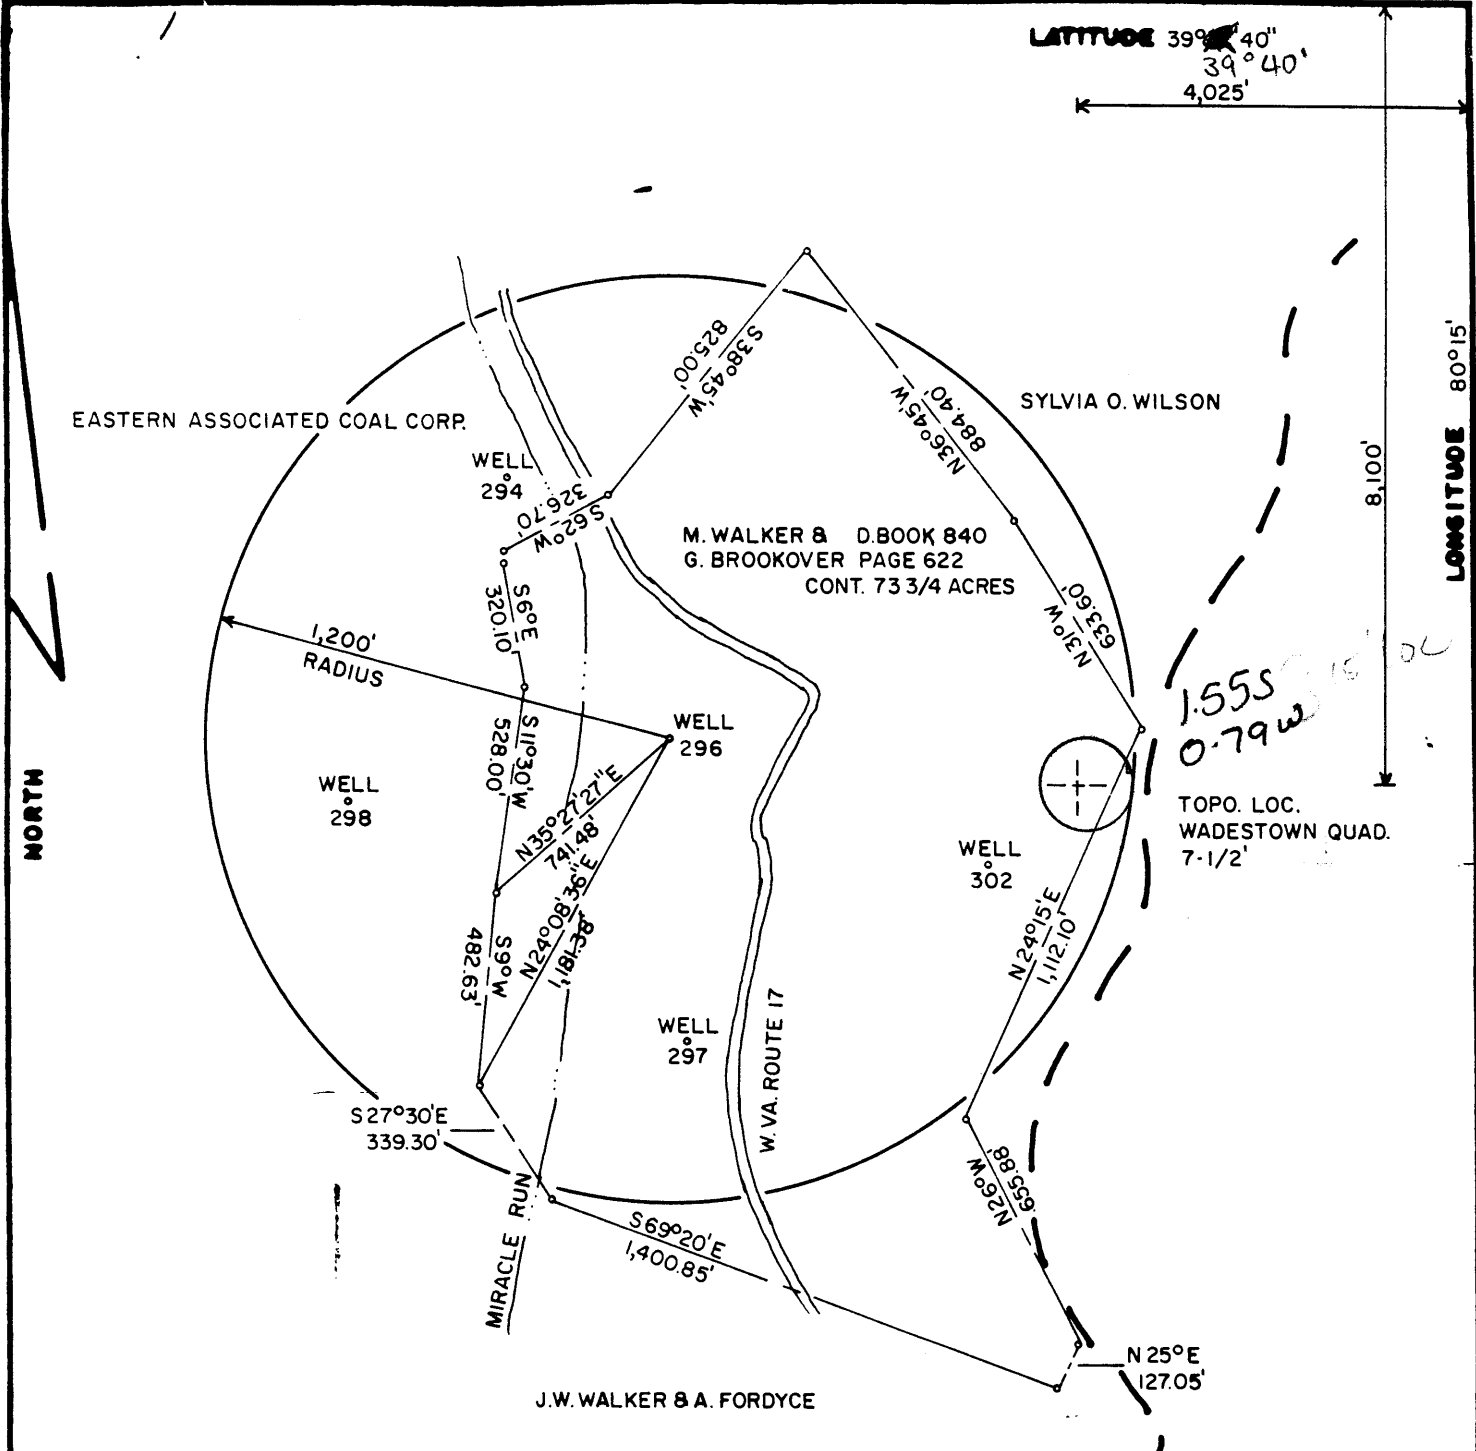 LATITUDE 39° 40"
39° 40'
4,025'
LONGITUDE 80°15'
8,100'
S38°45'W
825.00'
N36°45'W
884.40'
SYLVIA O. WILSON
EASTERN ASSOCIATED COAL CORP.
WELL
294
326.70'
S62°W
M. WALKER & D.BOOK 840
G. BROOKOVER PAGE 622
CONT. 73 3/4 ACRES
S6°E
320.10
N31°W
633.60'
1,200'
RADIUS
1.55S
0.79W
WELL
296
S11°30'W
528.00'
WELL
298
NORTH
N35°27'27"E
741.48'
TOPO. LOC.
WADESTOWN QUAD.
7-1/2'
WELL
302
N24°08'36"E
1,181.38'
S9°W
482.63'
N24°15'E
1,112.10'
WELL
297
W.VA. ROUTE 17
S27°30'E
339.30'
N26°W
655.88'
MIRACLE RUN
S69°20'E
1,400.85'
N25°E
127.05'
J.W. WALKER & A. FORDYCE